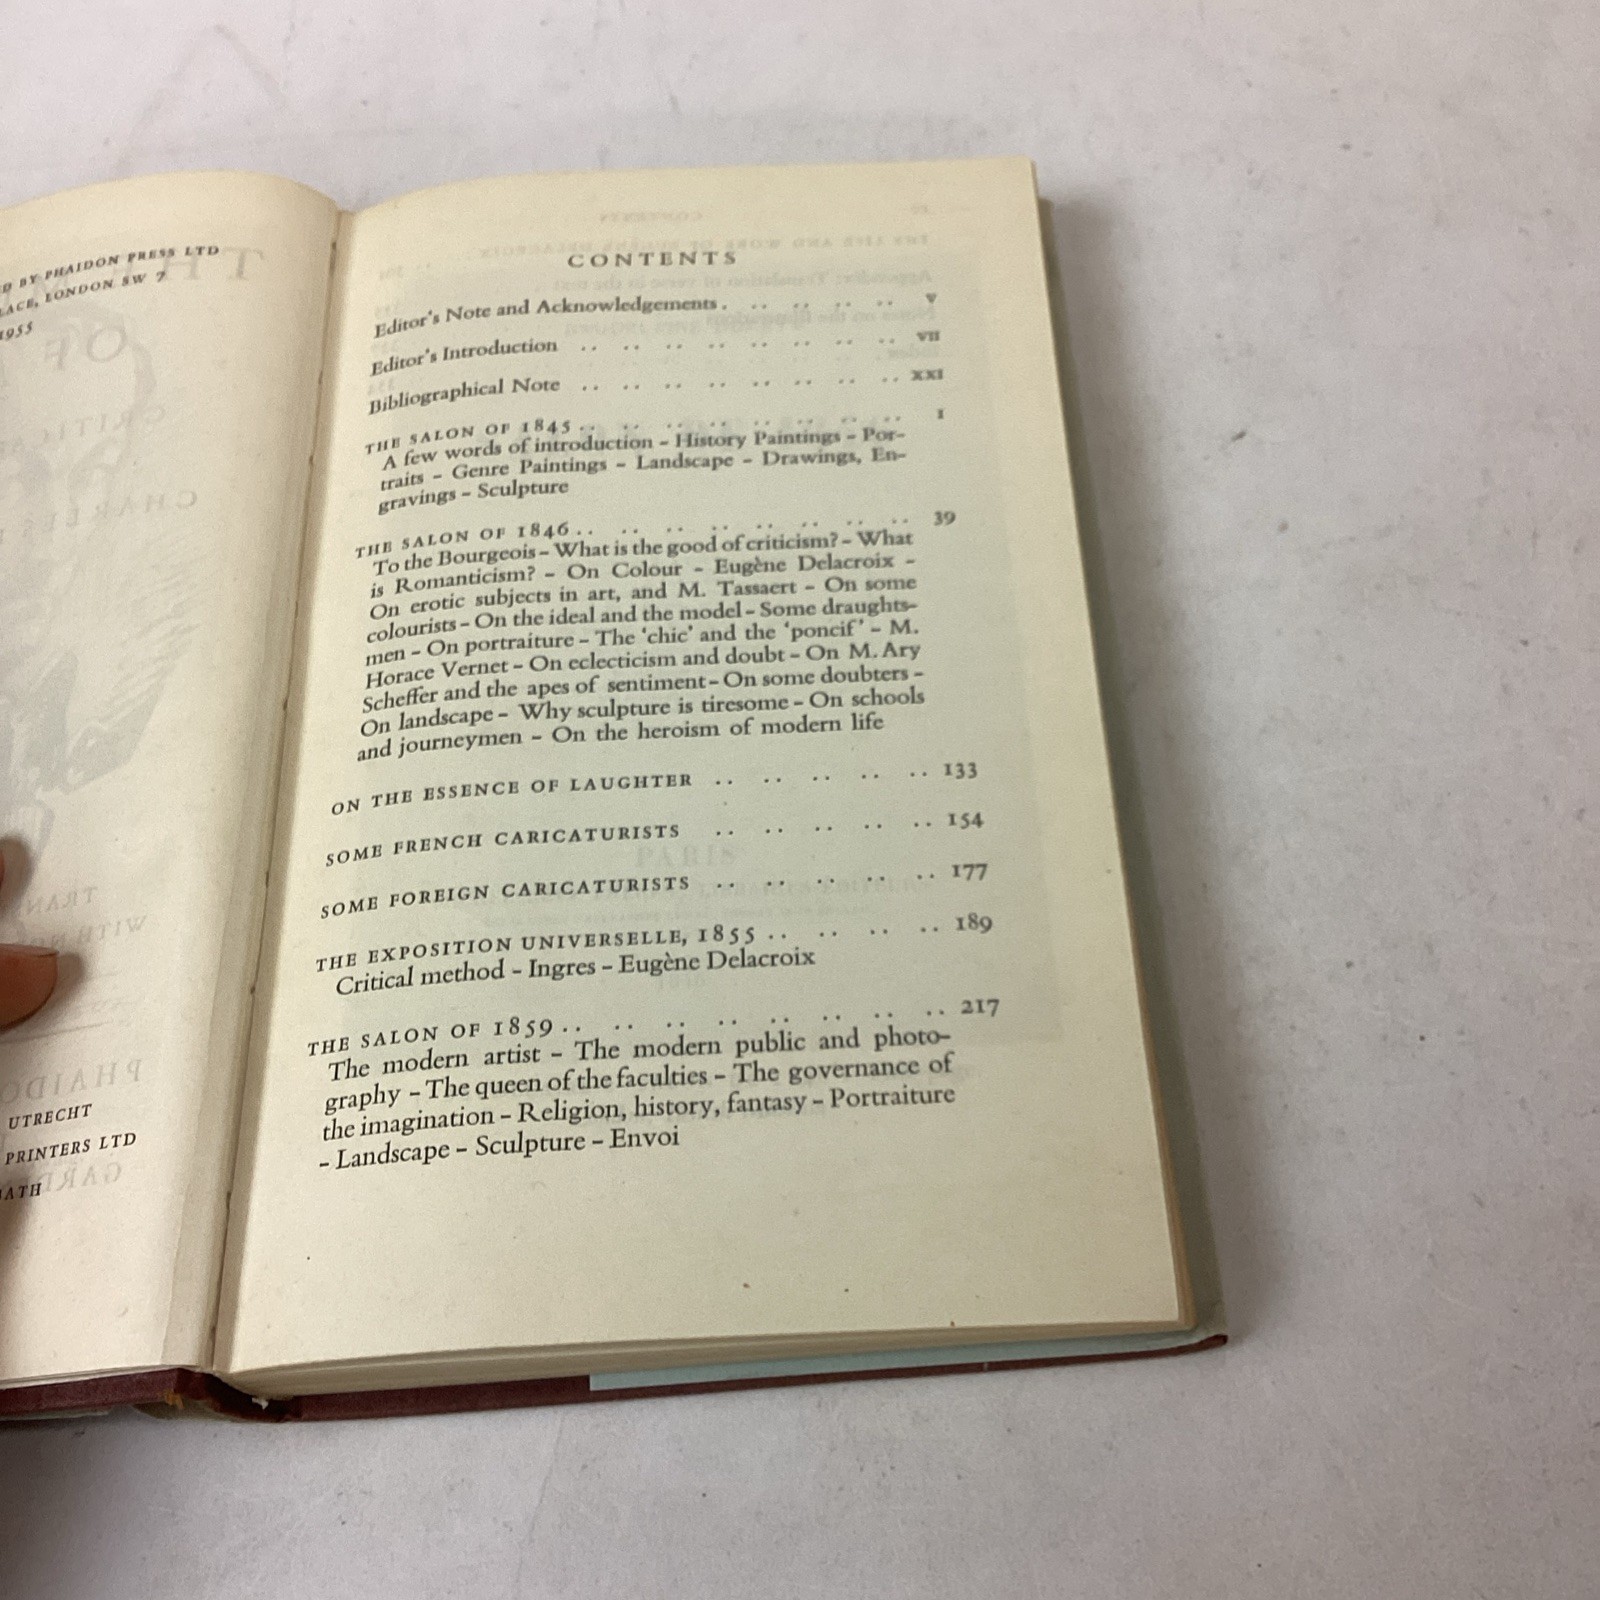 D BY PHAIDON PRESS LTD
LACE, LONDON SW 7
1955
UTRECHT
PRINTERS LTD
BATH
CONTENTS
Editor's Note and Acknowledgements . .. .. .. .. v
Editor's Introduction .. .. .. .. .. .. .. .. vii
Bibliographical Note .. .. .. .. .. .. .. .. xxi
THE SALON OF 1845 .. .. .. .. .. .. .. .. 1
A few words of introduction – History Paintings – Por-
traits – Genre Paintings – Landscape – Drawings, En-
gravings – Sculpture
THE SALON OF 1846 .. .. .. .. .. .. .. .. 39
To the Bourgeois – What is the good of criticism? – What
is Romanticism? – On Colour – Eugène Delacroix –
On erotic subjects in art, and M. Tassaert – On some
colourists – On the ideal and the model – Some draughts-
men – On portraiture – The 'chic' and the 'poncif' – M.
Horace Vernet – On eclecticism and doubt – On M. Ary
Scheffer and the apes of sentiment – On some doubters –
On landscape – Why sculpture is tiresome – On schools
and journeymen – On the heroism of modern life
ON THE ESSENCE OF LAUGHTER .. .. .. .. .. 133
SOME FRENCH CARICATURISTS .. .. .. .. .. 154
SOME FOREIGN CARICATURISTS .. .. .. .. .. 177
THE EXPOSITION UNIVERSELLE, 1855 .. .. .. .. 189
Critical method – Ingres – Eugène Delacroix
THE SALON OF 1859 .. .. .. .. .. .. .. .. 217
The modern artist – The modern public and photo-
graphy – The queen of the faculties – The governance of
the imagination – Religion, history, fantasy – Portraiture
– Landscape – Sculpture – Envoi